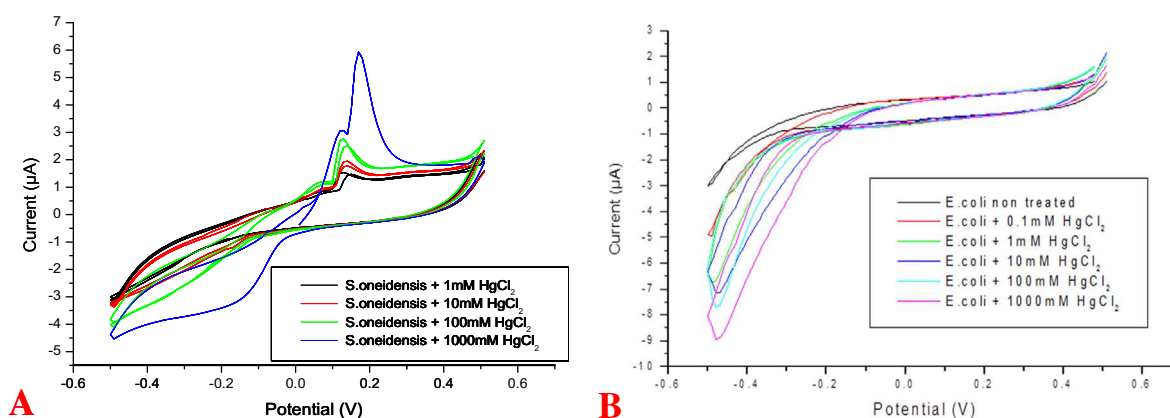 7
6
5
4
3
2
1
0
-1
-2
-3
-4
-5
Current (µA)
-0.6 -0.4 -0.2 0.0 0.2 0.4 0.6
Potential (V)
S.oneidensis + 1mM HgCl2
S.oneidensis + 10mM HgCl2
S.oneidensis + 100mM HgCl2
S.oneidensis + 1000mM HgCl2
A
3
2
1
0
-1
-2
-3
-4
-5
-6
-7
-8
-9
-10
Current (µA)
-0.6 -0.4 -0.2 0.0 0.2 0.4 0.6
Potential (V)
E.coli non treated
E.coli + 0.1mM HgCl2
E.coli + 1mM HgCl2
E.coli + 10mM HgCl2
E.coli + 100mM HgCl2
E.coli + 1000mM HgCl2
B